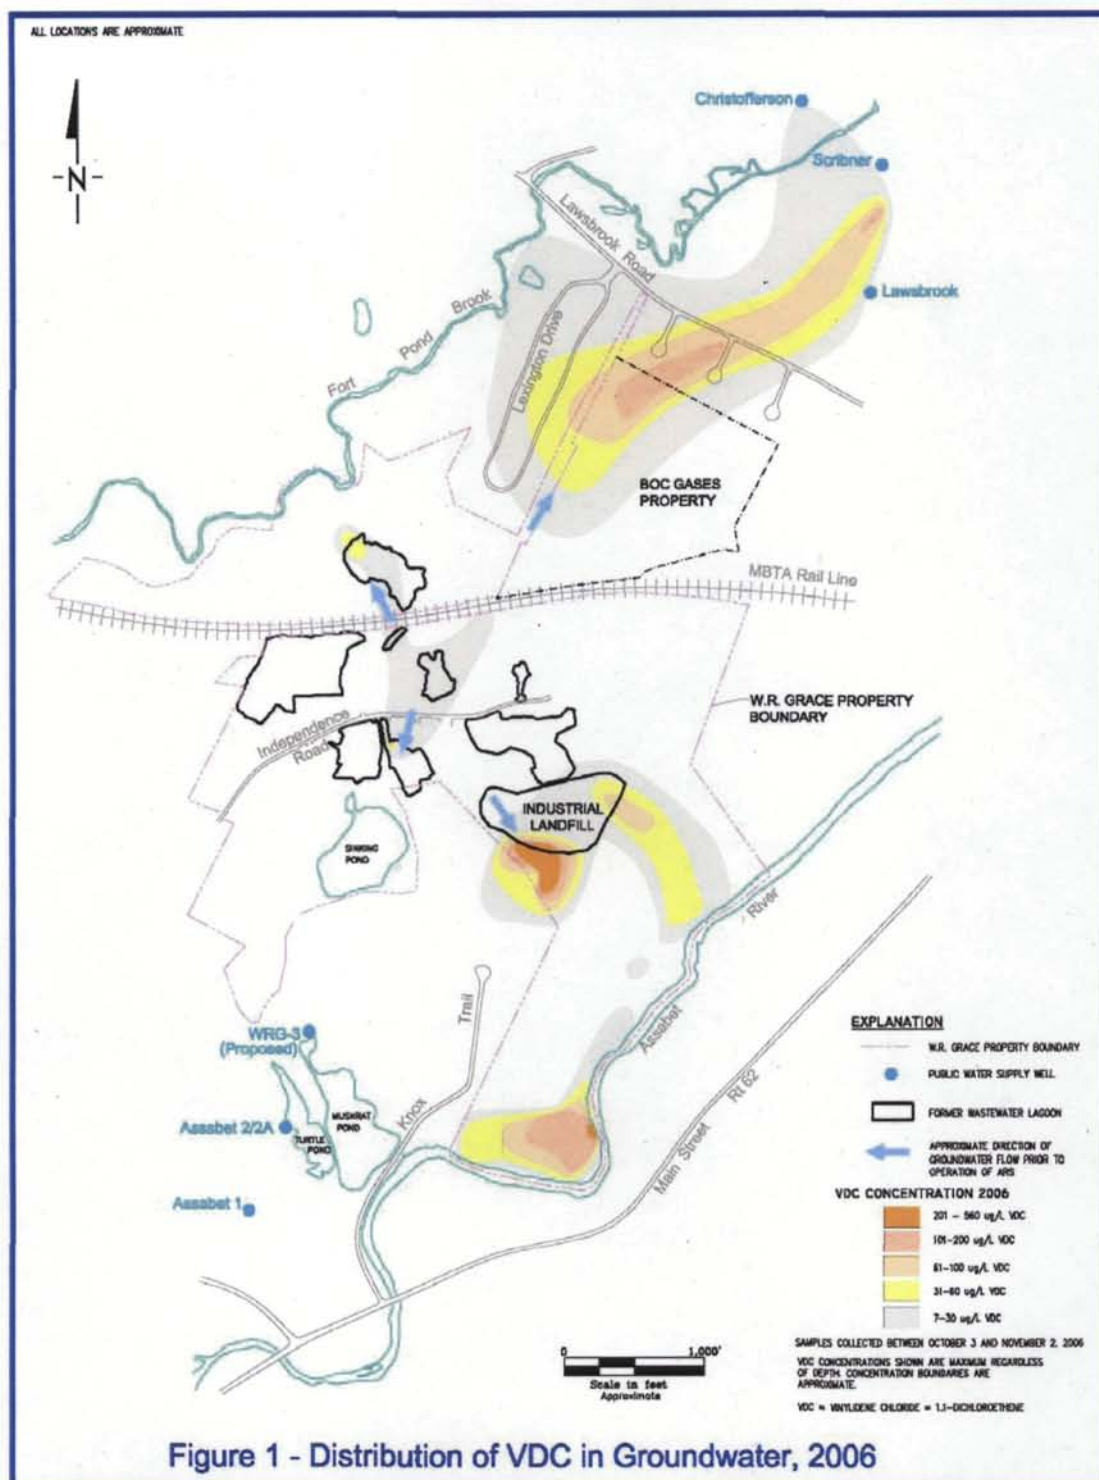 ALL LOCATIONS ARE APPROXIMATE
-N-
Christofferson
Scribner
Lawsbrook Road
Lawsbrook
Fort Pond Brook
Lexington Drive
BOC GASES
PROPERTY
MBTA Rail Line
W.R. GRACE PROPERTY
BOUNDARY
Independence
Road
INDUSTRIAL
LANDFILL
SINKING
POND
Assabet River
WRG-3
(Proposed)
Knox Trail
Assabet 2/2A
TURTLE
POND
MUSKRAT
POND
Assabet 1
Main Street Rt 62
EXPLANATION
W.R. GRACE PROPERTY BOUNDARY
PUBLIC WATER SUPPLY WELL
FORMER WASTEWATER LAGOON
APPROXIMATE DIRECTION OF
GROUNDWATER FLOW PRIOR TO
OPERATION OF ARS
VDC CONCENTRATION 2006
201 - 560 ug/L VDC
101-200 ug/L VDC
61-100 ug/L VDC
31-60 ug/L VDC
7-30 ug/L VDC
SAMPLES COLLECTED BETWEEN OCTOBER 3 AND NOVEMBER 2, 2006
VDC CONCENTRATIONS SHOWN ARE MAXIMUM REGARDLESS
OF DEPTH. CONCENTRATION BOUNDARIES ARE
APPROXIMATE.
VDC = VINYLIDENE CHLORIDE = 1,1-DICHLOROETHENE
0 1,000'
Scale in feet
Approximate
Figure 1 - Distribution of VDC in Groundwater, 2006